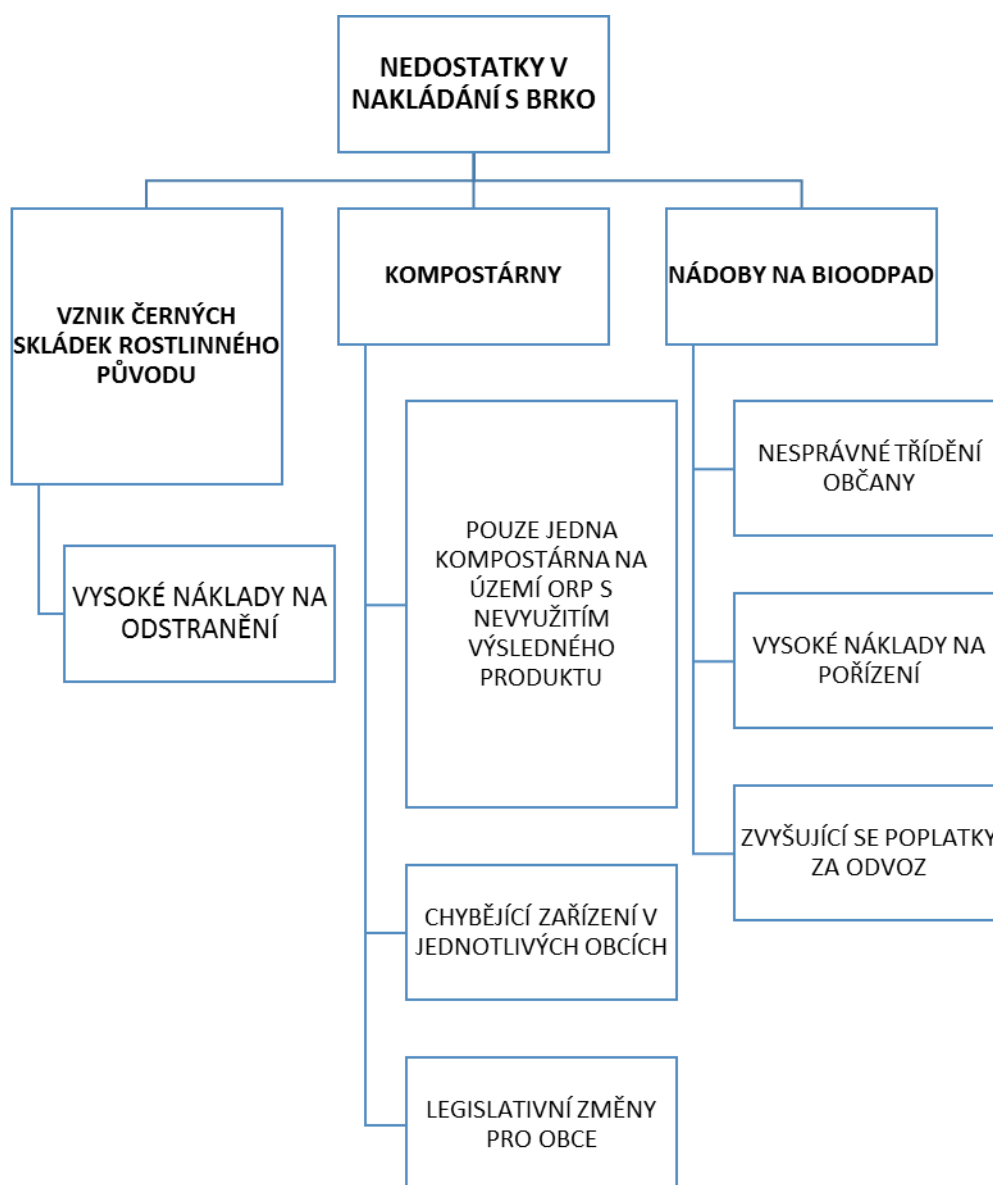 NEDOSTATKY V
NAKLÁDÁNÍ S BRKO
VZNIK ČERNÝCH
SKLÁDEK ROSTLINNÉHO
PŮVODU
VYSOKÉ NÁKLADY NA
ODSTRANĚNÍ
KOMPOSTÁRNY
POUZE JEDNA
KOMPOSTÁRNA NA
ÚZEMÍ ORP S
NEVYUŽITÍM
VÝSLEDNÉHO
PRODUKTU
CHYBĚJÍCÍ ZAŘÍZENÍ V
JEDNOTLIVÝCH OBCÍCH
LEGISLATIVNÍ ZMĚNY
PRO OBCE
NÁDOBY NA BIOODPAD
NESPRÁVNÉ TŘÍDĚNÍ
OBČANY
VYSOKÉ NÁKLADY NA
POŘÍZENÍ
ZVYŠUJÍCÍ SE POPLATKY
ZA ODVOZ